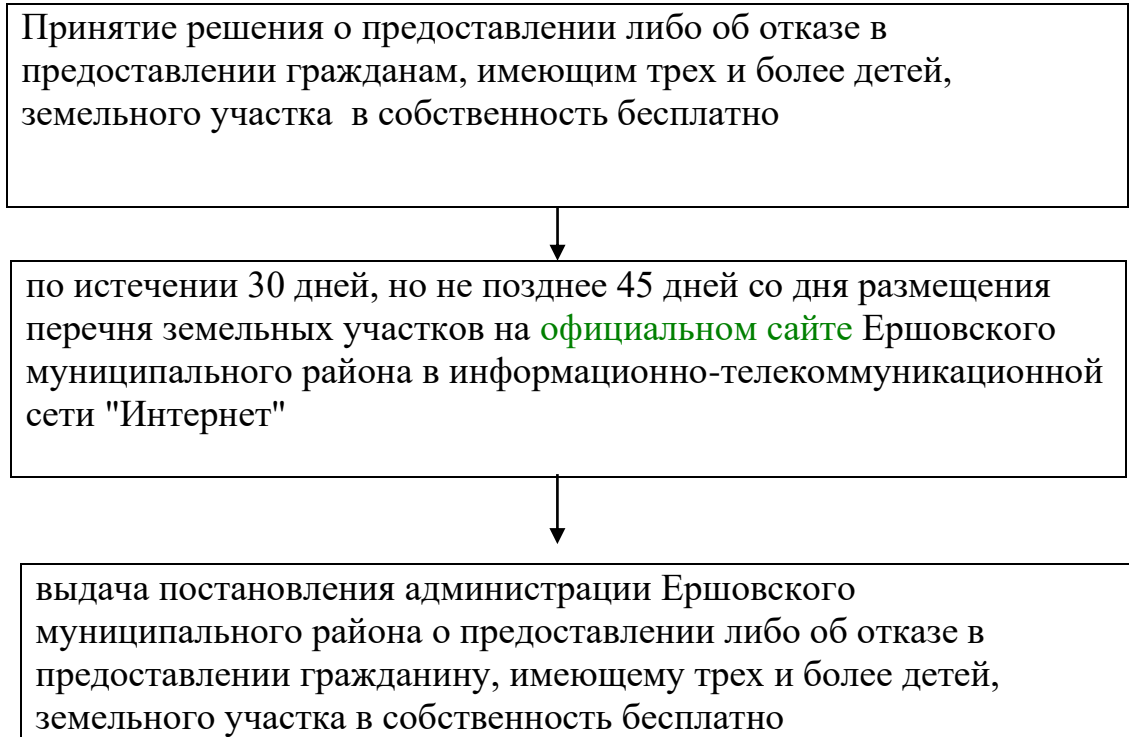 Принятие решения о предоставлении либо об отказе в
предоставлении гражданам, имеющим трех и более детей,
земельного участка  в собственность бесплатно
по истечении 30 дней, но не позднее 45 дней со дня размещения
перечня земельных участков на официальном сайте Ершовского
муниципального района в информационно-телекоммуникационной
сети "Интернет"
выдача постановления администрации Ершовского
муниципального района о предоставлении либо об отказе в
предоставлении гражданину, имеющему трех и более детей,
земельного участка в собственность бесплатно